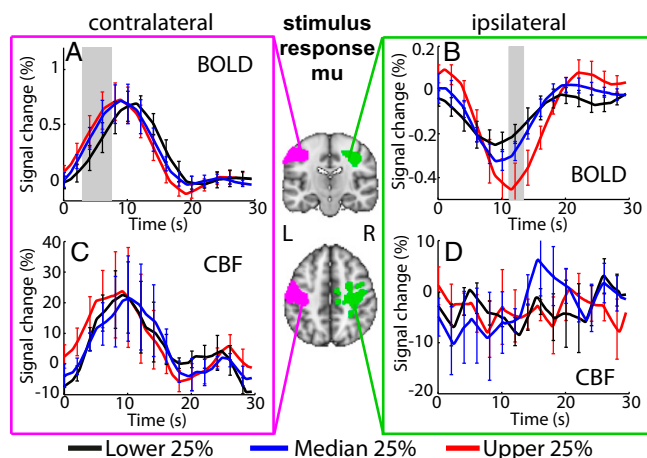 contralateral
stimulus
response
mu
ipsilateral
A
BOLD
Signal change (%)
1
0.5
0
0 10 20 30
Time (s)
B
BOLD
Signal change (%)
0.2
0
-0.2
-0.4
0 10 20 30
Time (s)
L R
C
CBF
Signal change (%)
40
30
20
10
0
-10
0 10 20 30
Time (s)
D
CBF
Signal change (%)
10
0
-10
-20
0 10 20 30
Time (s)
Lower 25% Median 25% Upper 25%